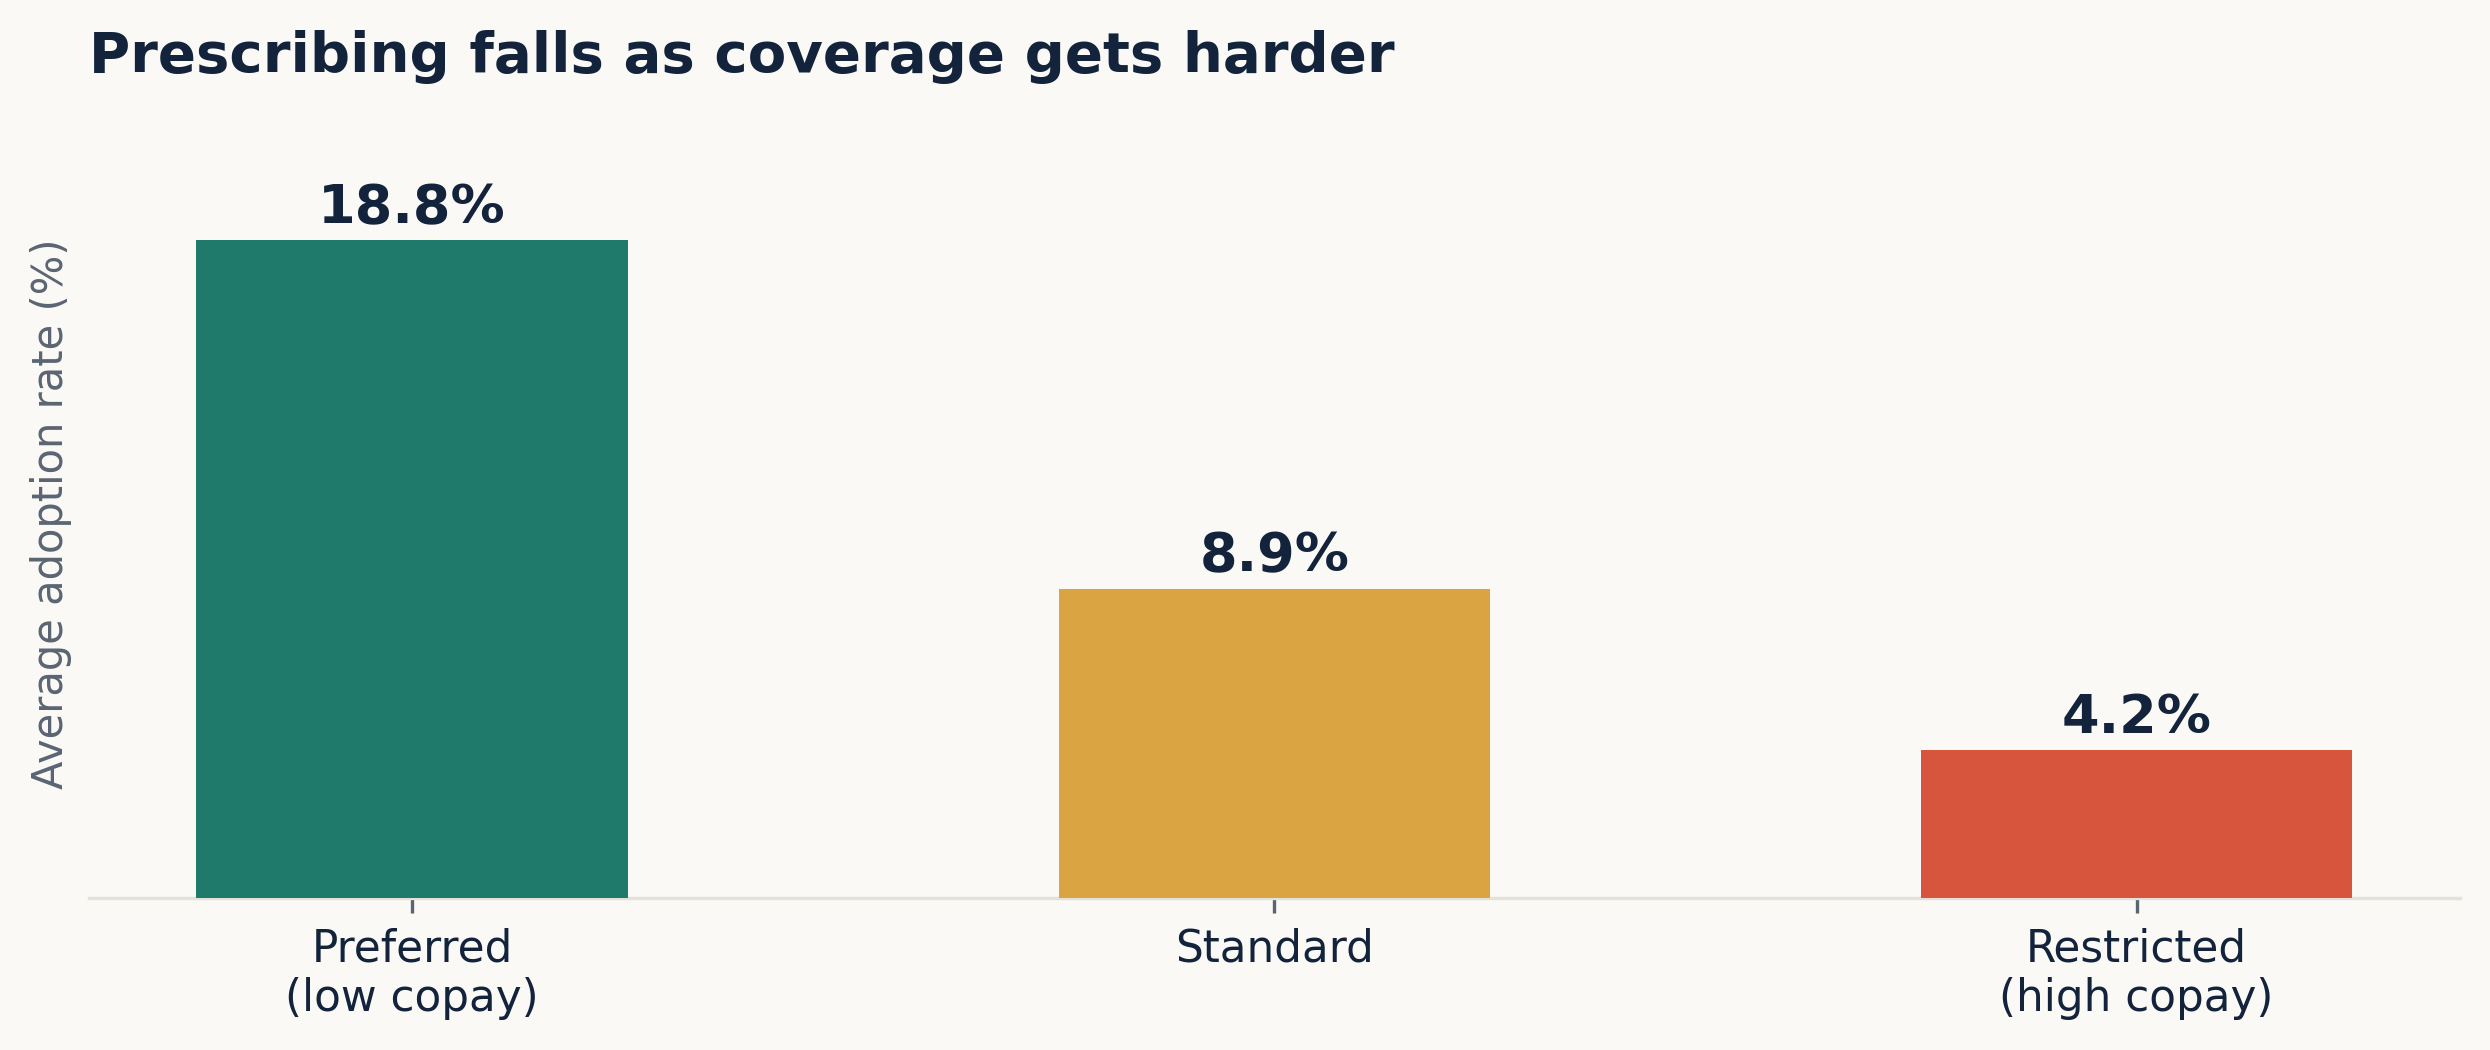 Prescribing falls as coverage gets harder
Average adoption rate (%)
18.8%
8.9%
4.2%
Preferred
(low copay)
Standard
Restricted
(high copay)